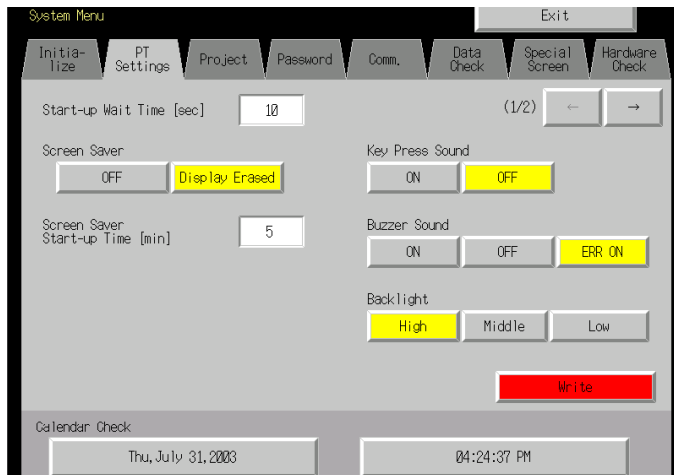 System Menu
Exit
Initia-
lize
PT
Settings
Project
Password
Comm.
Data
Check
Special
Screen
Hardware
Check
Start-up Wait Time [sec]
10
(1/2)
←
→
Screen Saver
OFF
Display Erased
Key Press Sound
ON
OFF
Screen Saver
Start-up Time [min]
5
Buzzer Sound
ON
OFF
ERR ON
Backlight
High
Middle
Low
Write
Calendar Check
Thu,July 31,2003
04:24:37 PM